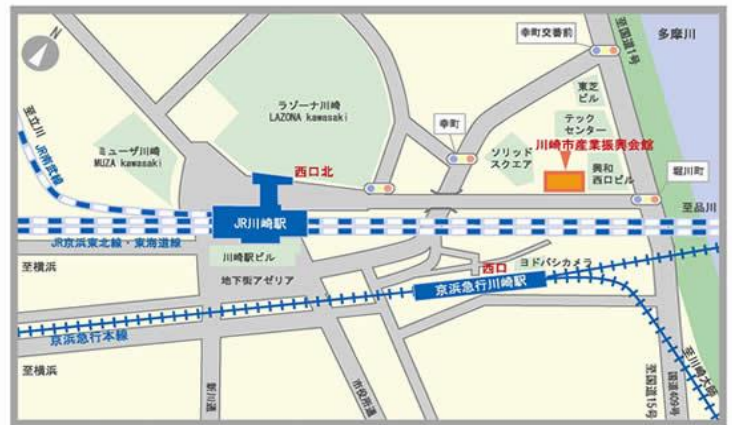 N
幸町交番前
至国道1号
多摩川
東芝
ビル
ラゾーナ川崎
LAZONA kawasaki
テック
センター
幸町
川崎市産業振興会館
至立川
JR南武線
ミューザ川崎
MUZA kawasaki
ソリッド
スクエア
西口北
興和
西口ビル
堀川町
JR川崎駅
至品川
JR京浜東北線・東海道線
川崎駅ビル
至横浜
西口
ヨドバシカメラ
地下街アゼリア
京浜急行川崎駅
京浜急行本線
至川崎大師
至横浜
新川通
市役所通
至国道15号
国道409号